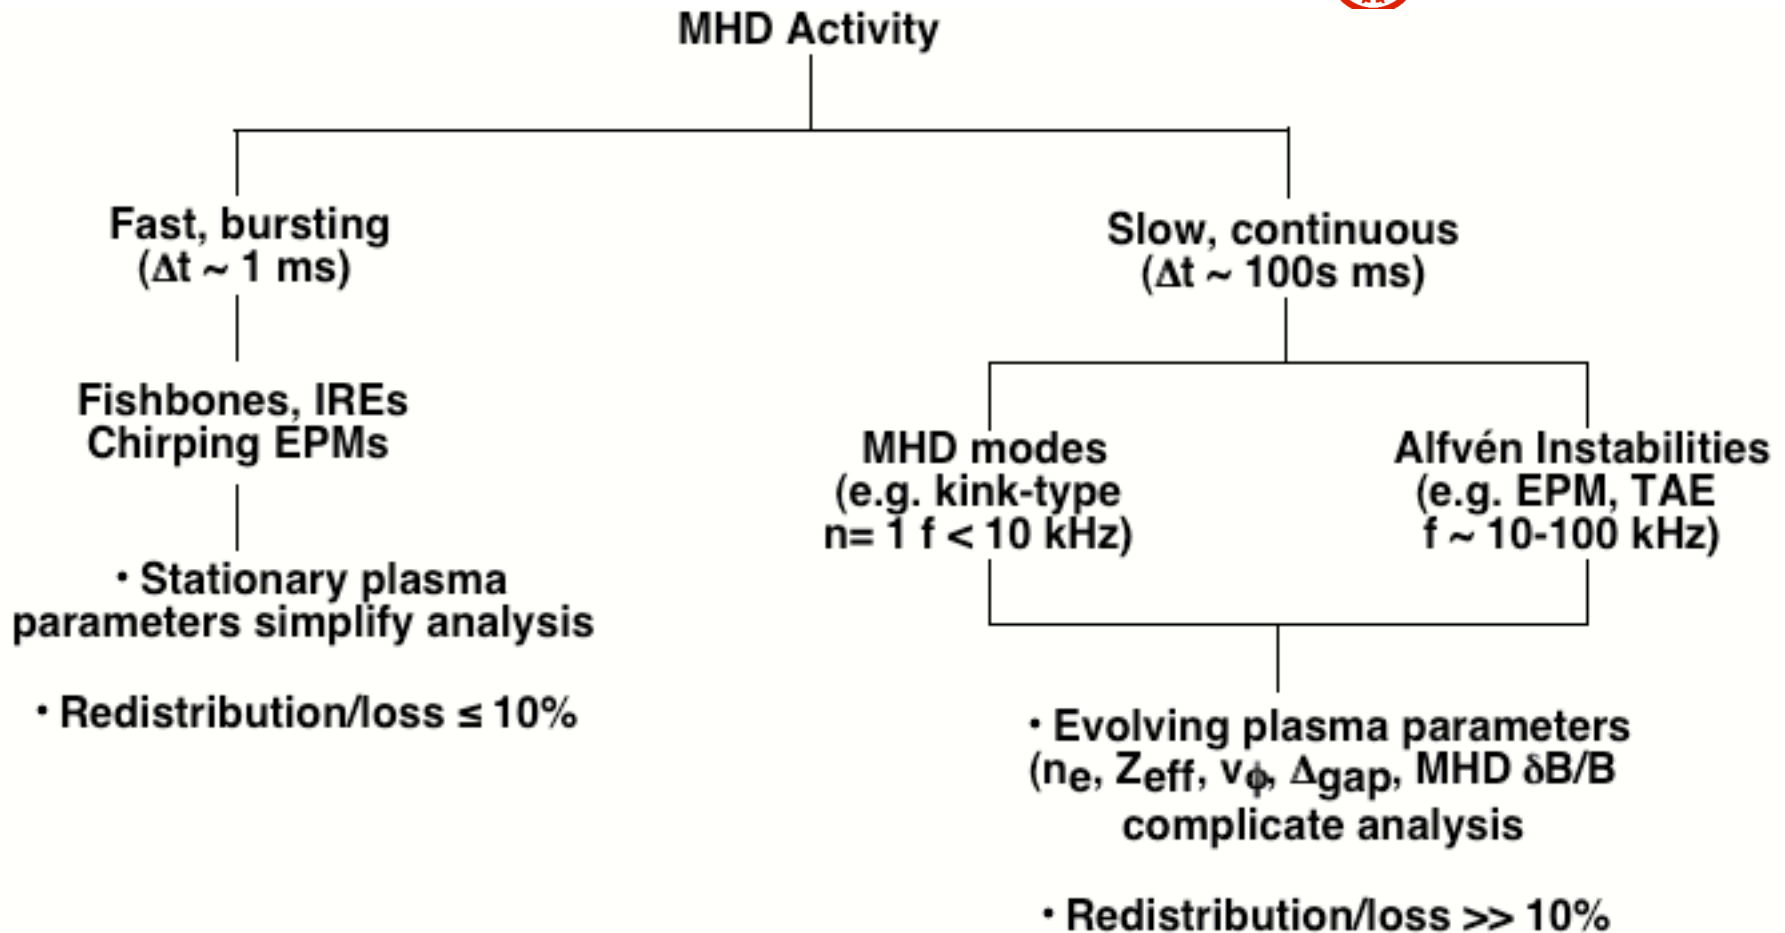 MHD Activity
Fast, bursting
(Δt ~ 1 ms)
Fishbones, IREs
Chirping EPMs
• Stationary plasma
parameters simplify analysis
• Redistribution/loss ≤ 10%
Slow, continuous
(Δt ~ 100s ms)
MHD modes
(e.g. kink-type
n= 1 f < 10 kHz)
Alfvén Instabilities
(e.g. EPM, TAE
f ~ 10-100 kHz)
• Evolving plasma parameters
(ne, Zeff, vϕ, Δgap, MHD δB/B
complicate analysis
• Redistribution/loss >> 10%